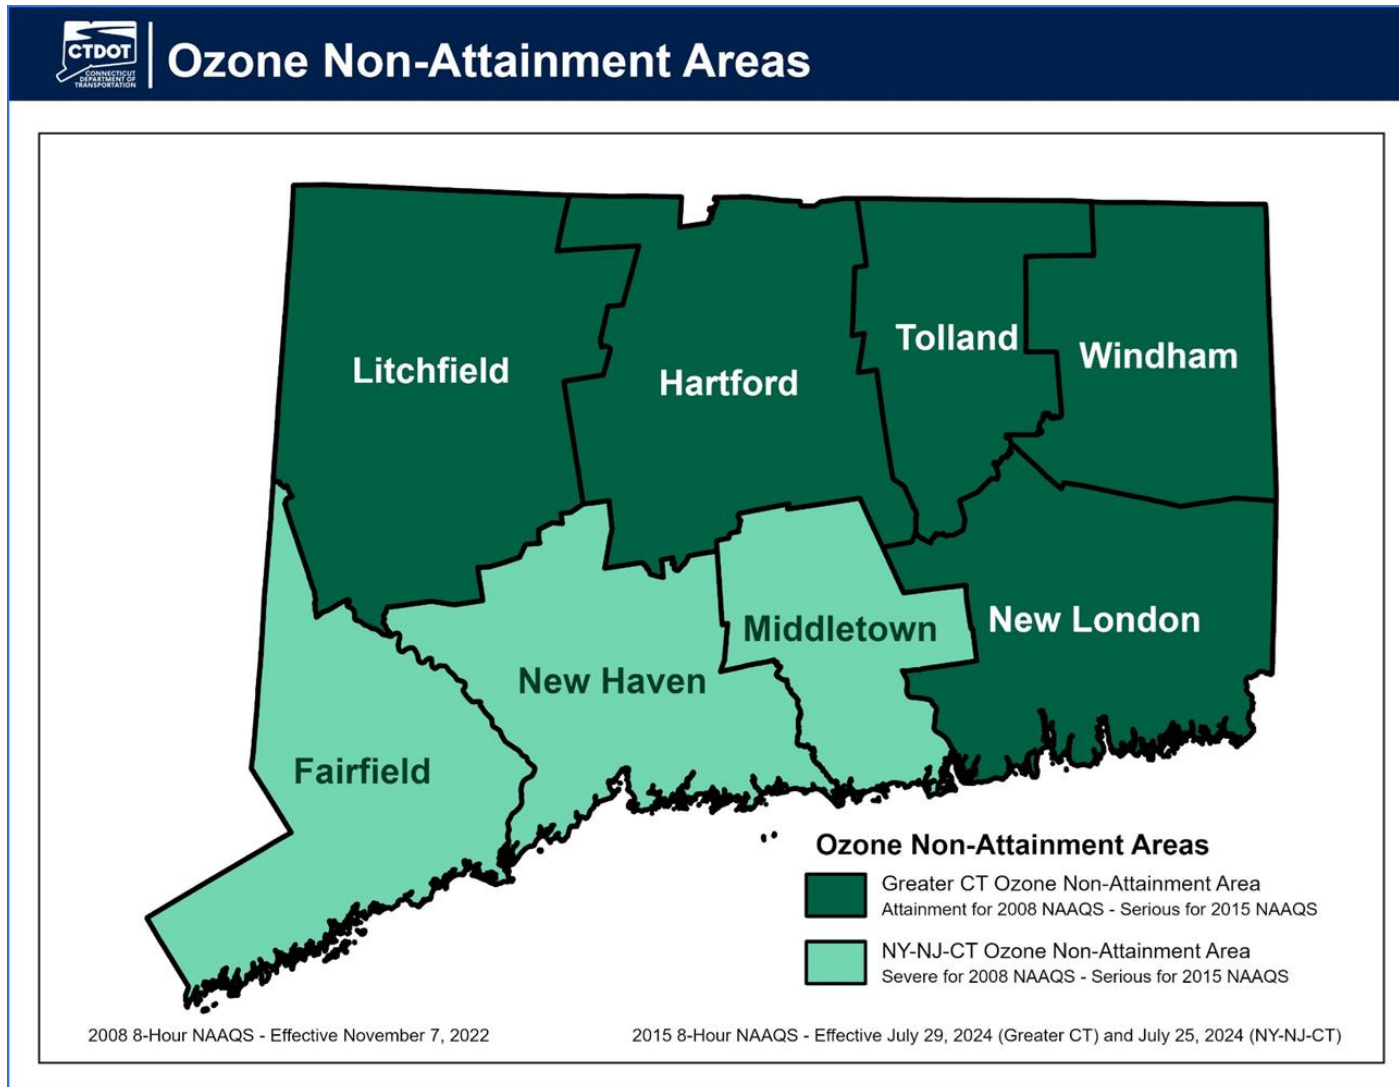 CTDOT
CONNECTICUT
DEPARTMENT OF
TRANSPORTATION
Ozone Non-Attainment Areas
Litchfield
Hartford
Tolland
Windham
Middletown
New London
New Haven
Fairfield
Ozone Non-Attainment Areas
Greater CT Ozone Non-Attainment Area
Attainment for 2008 NAAQS - Serious for 2015 NAAQS
NY-NJ-CT Ozone Non-Attainment Area
Severe for 2008 NAAQS - Serious for 2015 NAAQS
2008 8-Hour NAAQS - Effective November 7, 2022
2015 8-Hour NAAQS - Effective July 29, 2024 (Greater CT) and July 25, 2024 (NY-NJ-CT)